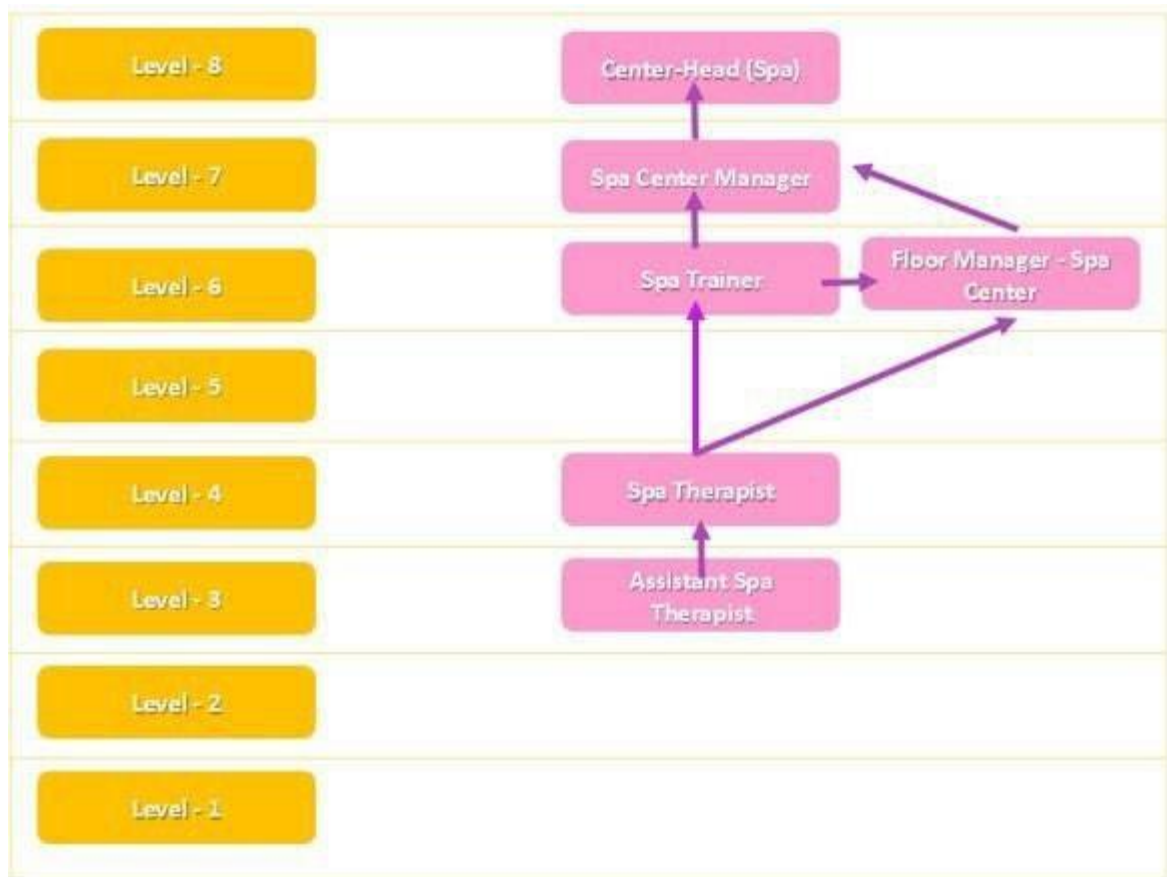 Level - 8
Center-Head (Spa)
Level - 7
Spa Center Manager
Level - 6
Spa Trainer
Floor Manager - Spa
Center
Level - 5
Level - 4
Spa Therapist
Level - 3
Assistant Spa
Therapist
Level - 2
Level - 1